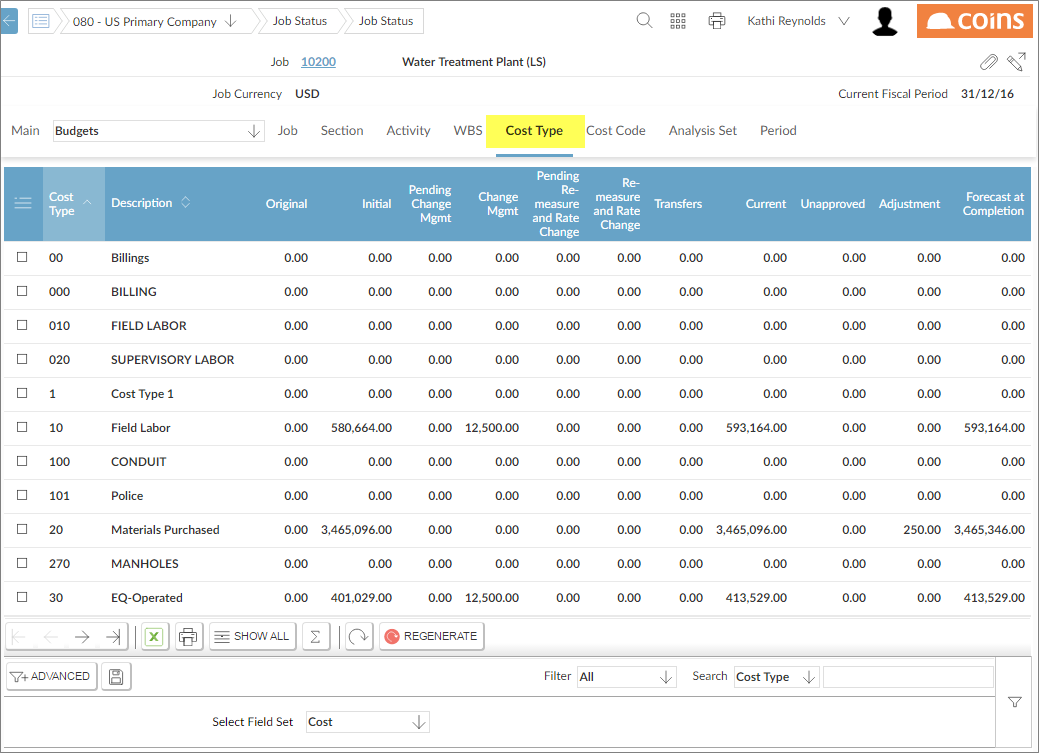 080 - US Primary Company Job Status Job Status Kathi Reynolds coins
Job 10200 Water Treatment Plant (LS)
Job Currency USD Current Fiscal Period 31/12/16
Main Budgets Job Section Activity WBS Cost Type Cost Code Analysis Set Period
Cost Type Description Original Initial Pending Change Mgmt Change Mgmt Pending Re-measure and Rate Change Re-measure and Rate Change Transfers Current Unapproved Adjustment Forecast at Completion
00 Billings 0.00 0.00 0.00 0.00 0.00 0.00 0.00 0.00 0.00 0.00 0.00
000 BILLING 0.00 0.00 0.00 0.00 0.00 0.00 0.00 0.00 0.00 0.00 0.00
010 FIELD LABOR 0.00 0.00 0.00 0.00 0.00 0.00 0.00 0.00 0.00 0.00 0.00
020 SUPERVISORY LABOR 0.00 0.00 0.00 0.00 0.00 0.00 0.00 0.00 0.00 0.00 0.00
1 Cost Type 1 0.00 0.00 0.00 0.00 0.00 0.00 0.00 0.00 0.00 0.00 0.00
10 Field Labor 0.00 580,664.00 0.00 12,500.00 0.00 0.00 0.00 593,164.00 0.00 0.00 593,164.00
100 CONDUIT 0.00 0.00 0.00 0.00 0.00 0.00 0.00 0.00 0.00 0.00 0.00
101 Police 0.00 0.00 0.00 0.00 0.00 0.00 0.00 0.00 0.00 0.00 0.00
20 Materials Purchased 0.00 3,465,096.00 0.00 0.00 0.00 0.00 0.00 3,465,096.00 0.00 250.00 3,465,346.00
270 MANHOLES 0.00 0.00 0.00 0.00 0.00 0.00 0.00 0.00 0.00 0.00 0.00
30 EQ-Operated 0.00 401,029.00 0.00 12,500.00 0.00 0.00 0.00 413,529.00 0.00 0.00 413,529.00
X SHOW ALL Σ REGENERATE
ADVANCED Filter All Search Cost Type
Select Field Set Cost